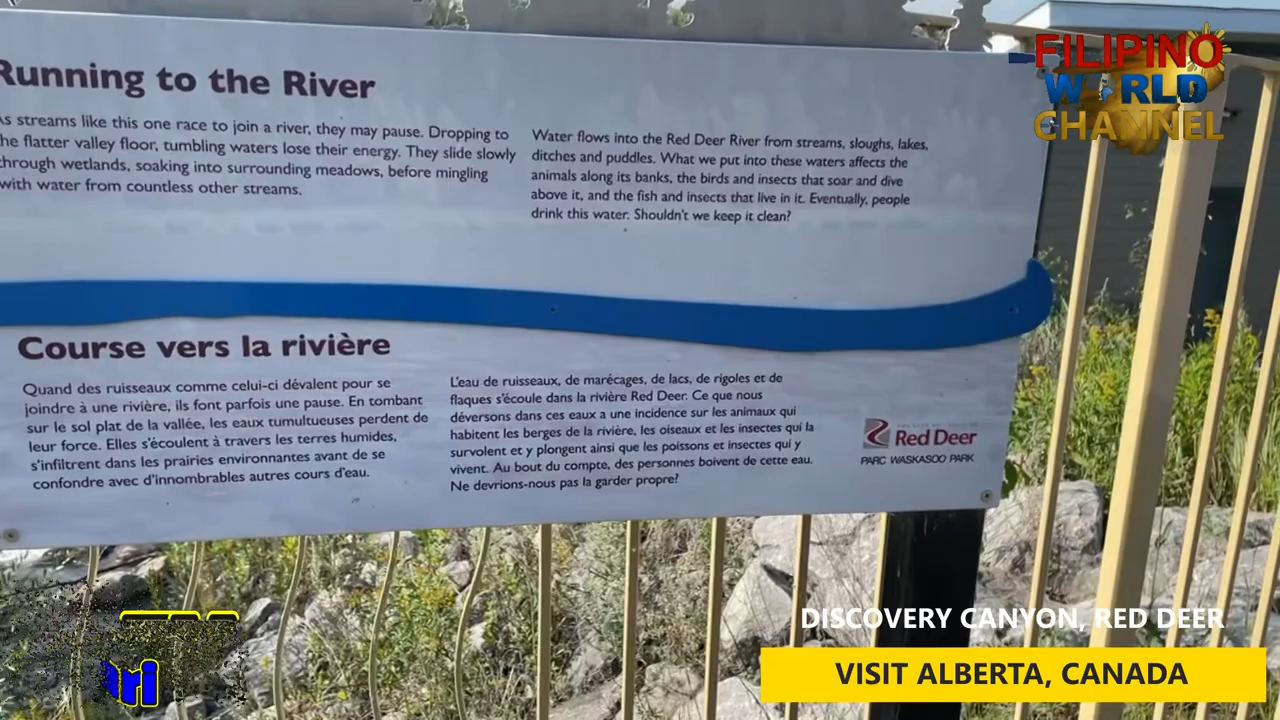 Running to the River
As streams like this one race to join a river, they may pause. Dropping to
the flatter valley floor, tumbling waters lose their energy. They slide slowly
through wetlands, soaking into surrounding meadows, before mingling
with water from countless other streams.
Water flows into the Red Deer River from streams, sloughs, lakes,
ditches and puddles. What we put into these waters affects the
animals along its banks, the birds and insects that soar and dive
above it, and the fish and insects that live in it. Eventually, people
drink this water. Shouldn't we keep it clean?
Course vers la rivière
Quand des ruisseaux comme celui-ci dévalent pour se
joindre à une rivière, ils font parfois une pause. En tombant
sur le sol plat de la vallée, les eaux tumultueuses perdent de
leur force. Elles s'écoulent à travers les terres humides,
s'infiltrent dans les prairies environnantes avant de se
confondre avec d'innombrables autres cours d'eau.
L'eau de ruisseaux, de marécages, de lacs, de rigoles et de
flaques s'écoule dans la rivière Red Deer. Ce que nous
déversons dans ces eaux a une incidence sur les animaux qui
habitent les berges de la rivière, les oiseaux et les insectes qui la
survolent et y plongent ainsi que les poissons et insectes qui y
vivent. Au bout du compte, des personnes boivent de cette eau.
Ne devrions-nous pas la garder propre?
Red Deer
PARC WASKASOO PARK
FILIPINO
WORLD
CHANNEL
DISCOVERY CANYON, RED DEER
VISIT ALBERTA, CANADA